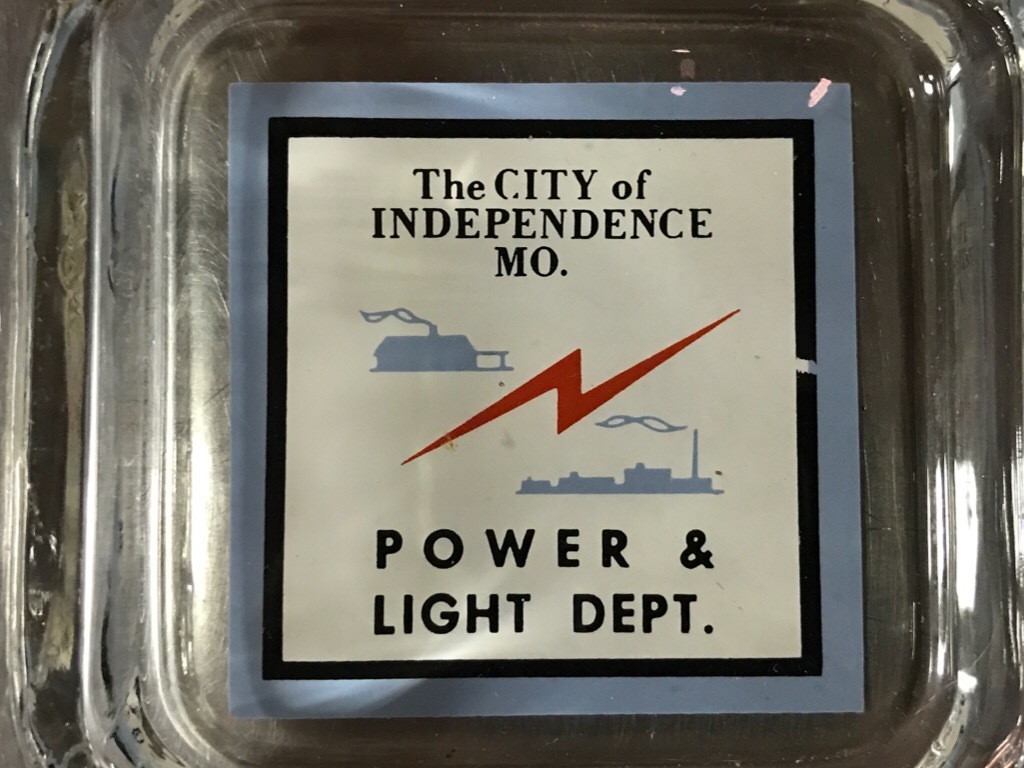 The CITY of
INDEPENDENCE
MO.
POWER &
LIGHT DEPT.